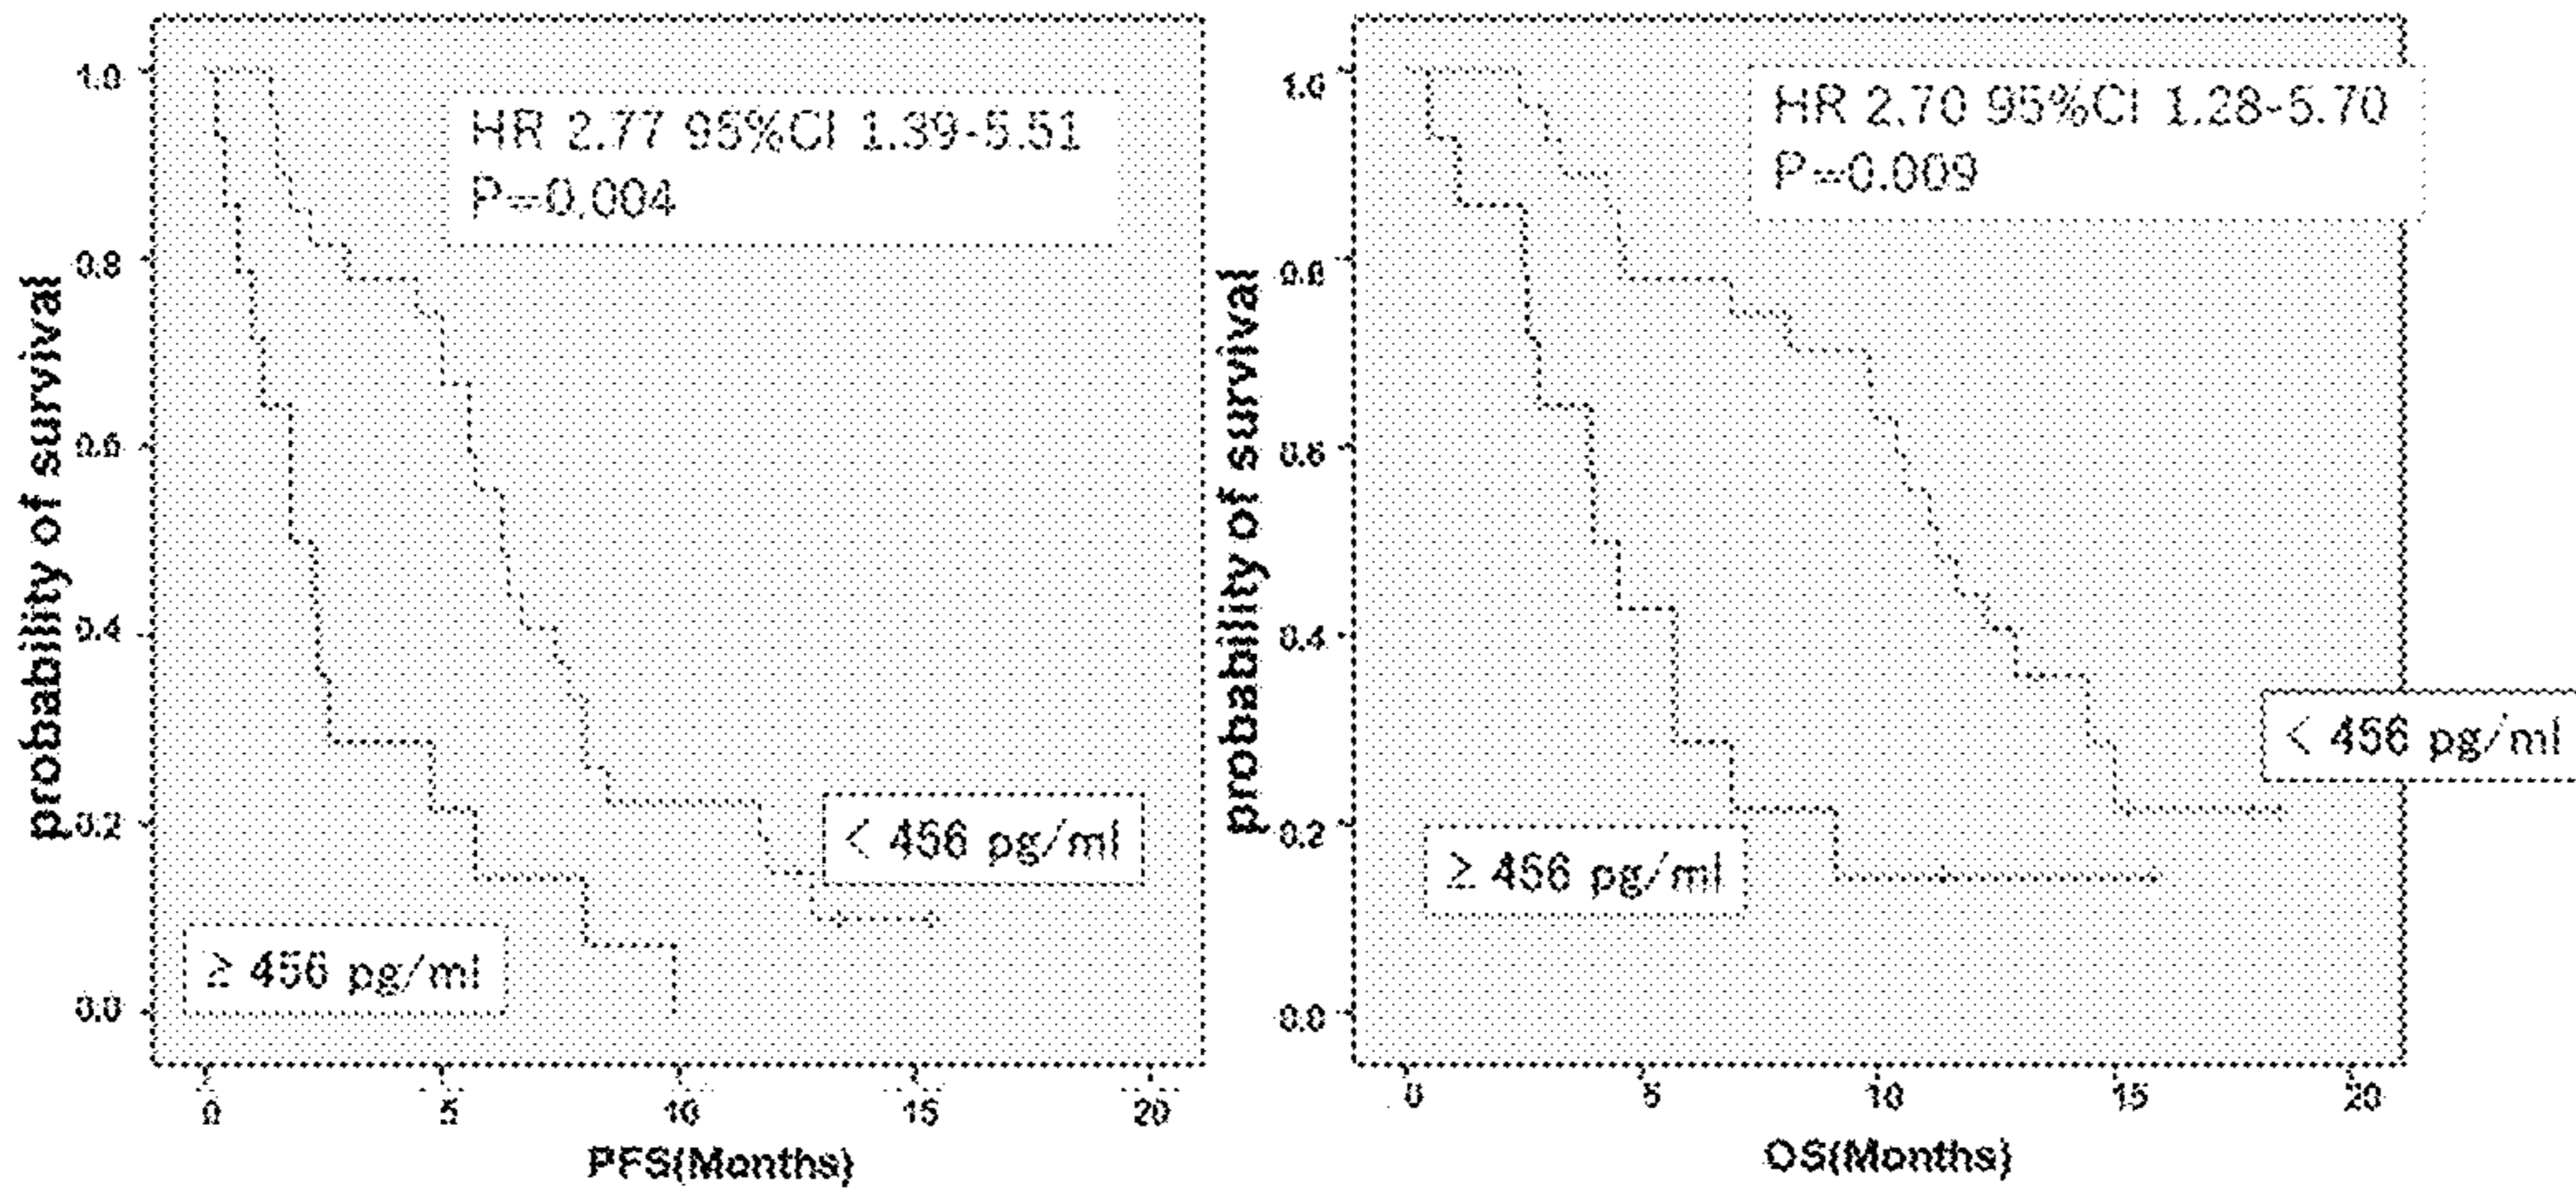 probability of survival
1.0
0.8
0.6
0.4
0.2
0.0
HR 2.77 95%CI 1.39-5.51
P=0.004
< 456 pg/ml
≥ 456 pg/ml
0 5 10 15 20
PFS(Months)
probability of survival
1.0
0.8
0.6
0.4
0.2
0.0
HR 2.70 95%CI 1.28-5.70
P=0.009
< 456 pg/ml
≥ 456 pg/ml
0 5 10 15 20
OS(Months)